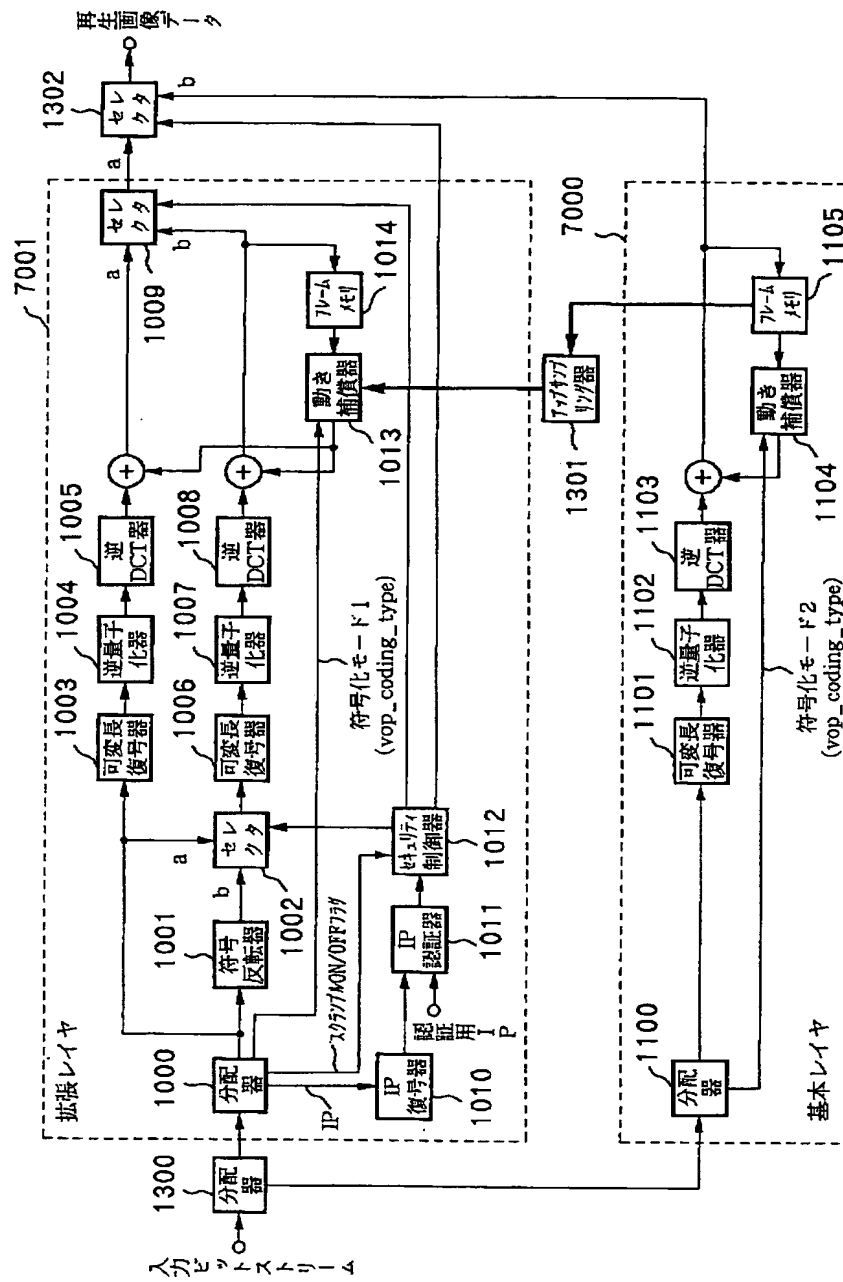 入力ビットストリーム
1300
分配器
7001
拡張レイヤ
1000
分配器
IP
スクランブルON/OFFフラグ
1001
符号
反転器
a
b
1002
セレクタ
1003
可変長
復号器
1004
逆量子
化器
1005
逆
DCT器
1006
可変長
復号器
1007
逆量子
化器
1008
逆
DCT器
+
+
a
b
セレクタ
1009
1010
IP
復号器
認証用IP
1011
IP
認証器
1012
セキュリティ
制御器
符号化モード1
(vop_coding_type)
1013
動き
補償器
1014
フレーム
メモリ
1301
アップサンプ
リング器
a
b
1302
セレクタ
再生画像データ
7000
基本レイヤ
1100
分配器
1101
可変長
復号器
1102
逆量子
化器
1103
逆
DCT器
+
1104
動き
補償器
1105
フレーム
メモリ
符号化モード2
(vop_coding_type)